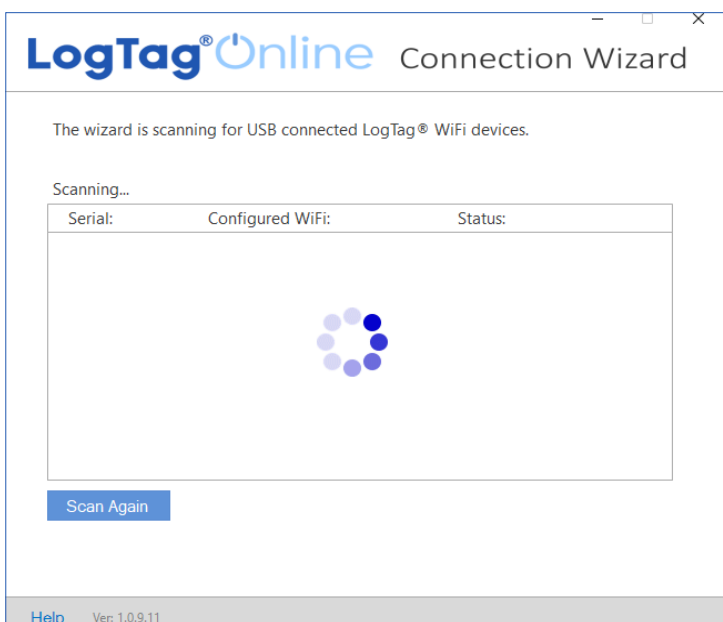 LogTag® Online Connection Wizard
The wizard is scanning for USB connected LogTag® WiFi devices.
Scanning...
Serial: Configured WiFi: Status:
Scan Again
Help Ver: 1.0.9.11